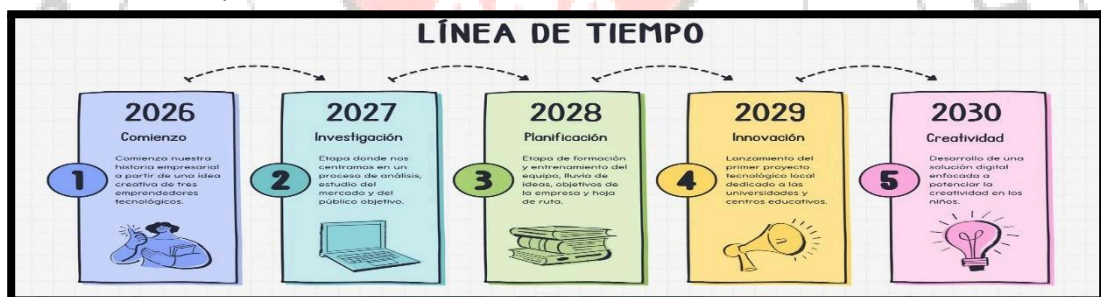 LÍNEA DE TIEMPO
2026
Comienzo
Comienza nuestra
historia empresarial
a partir de una idea
creativa de tres
emprendedores
tecnológicos.
1
2027
Investigación
Etapa donde nos
centramos en un
proceso de análisis,
estudio del
mercado y del
público objetivo.
2
2028
Planificación
Etapa de formación
y entrenamiento del
equipo, lluvia de
ideas, objetivos de
la empresa y hoja
de ruta.
3
2029
Innovación
Lanzamiento del
primer proyecto
tecnológico local
dedicado a las
universidades y
centros educativos.
4
2030
Creatividad
Desarrollo de una
solución digital
enfocada a
potenciar la
creatividad en los
niños.
5